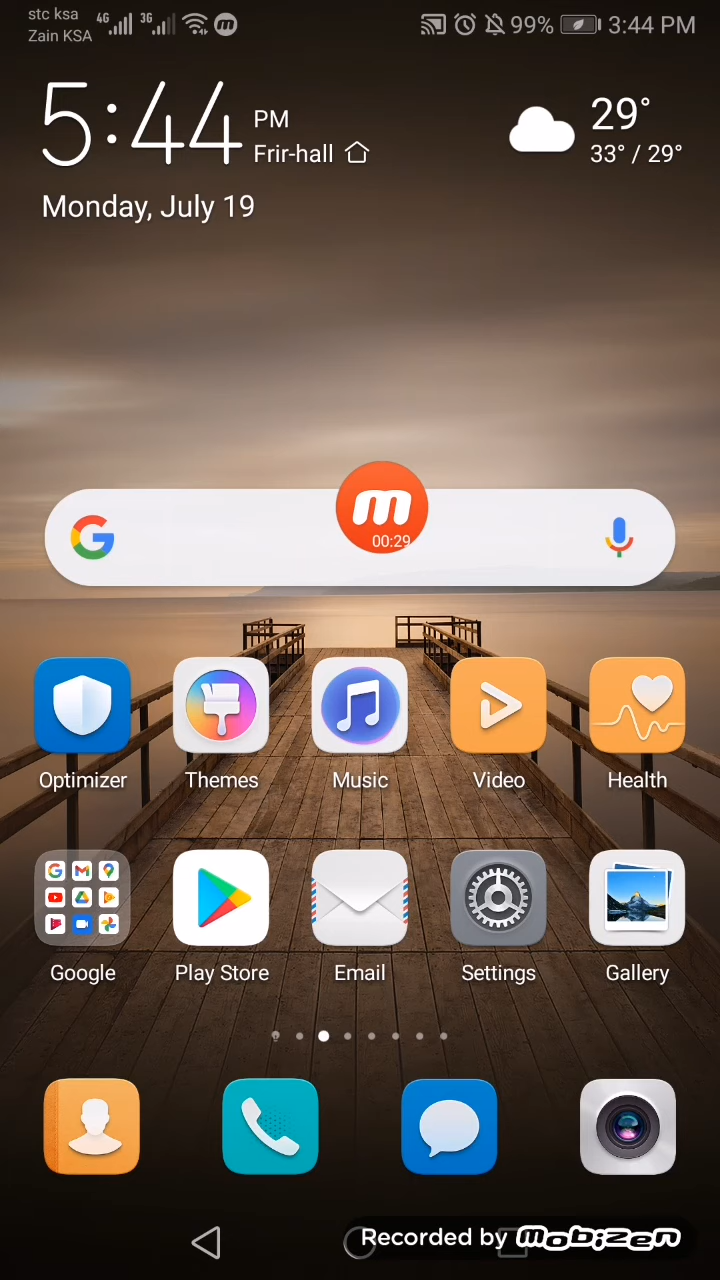 stc ksa
Zain KSA
4G
3G
99%
3:44 PM
5:44 PM
Frir-hall
29°
33° / 29°
Monday, July 19
G
m
00:29
Optimizer
Themes
Music
Video
Health
Google
Play Store
Email
Settings
Gallery
Recorded by mobizen